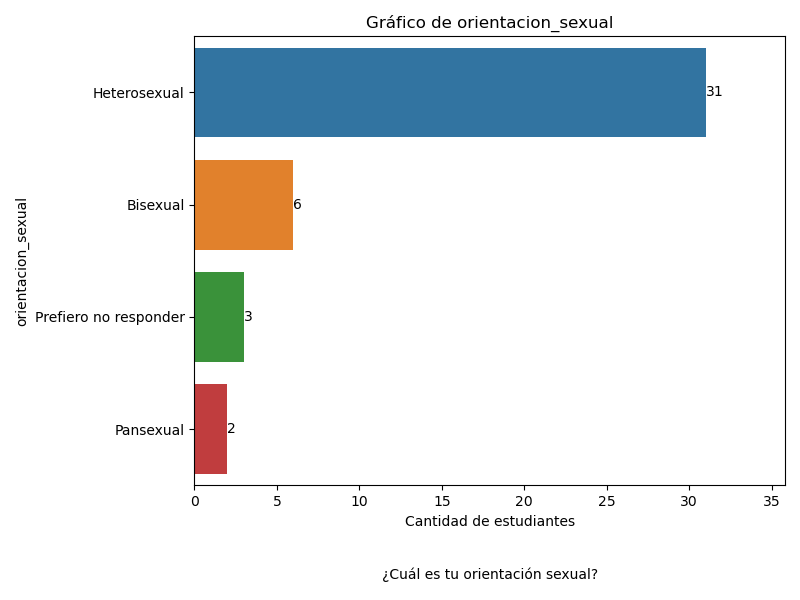 Gráfico de orientacion_sexual
orientacion_sexual
Heterosexual
31
Bisexual
6
Prefiero no responder
3
Pansexual
2
0 5 10 15 20 25 30 35
Cantidad de estudiantes
¿Cuál es tu orientación sexual?